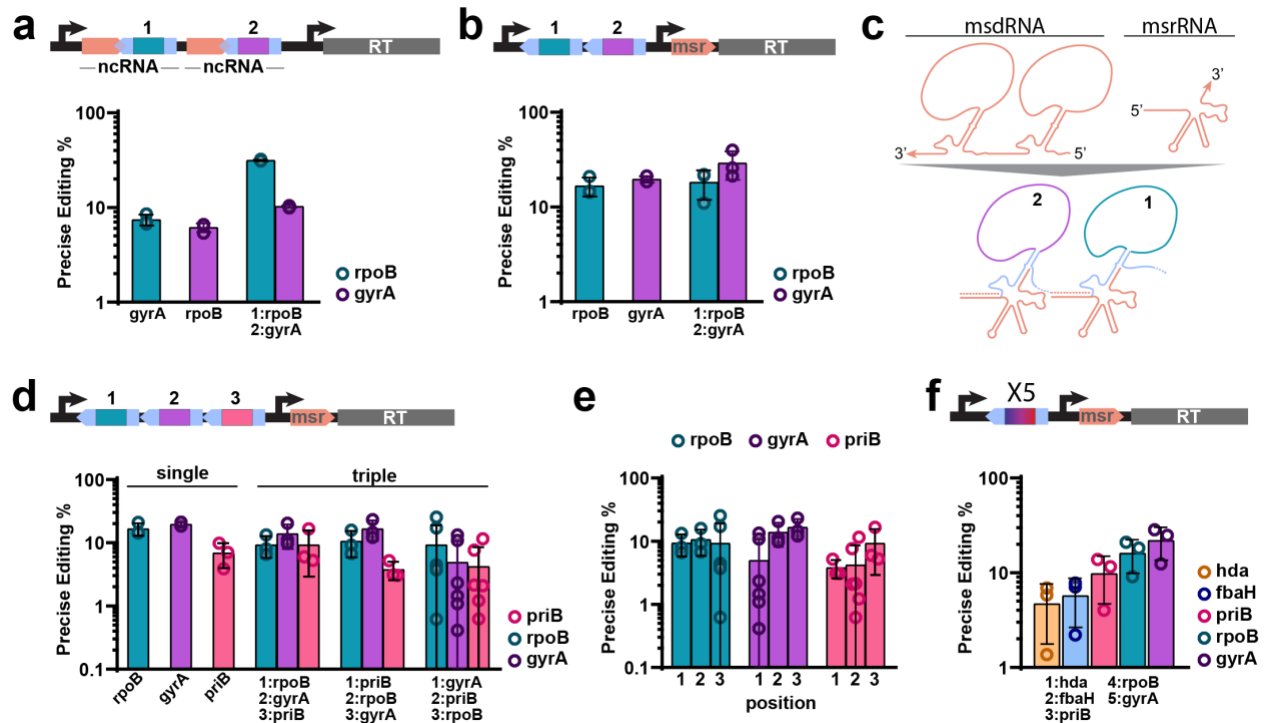 a
1 2
RT
ncRNA ncRNA
Precise Editing %
100
10
1
gyrA rpoB 1:rpoB
2:gyrA
rpoB
gyrA
b
1 2
msr RT
Precise Editing %
100
10
1
rpoB gyrA 1:rpoB
2:gyrA
rpoB
gyrA
c
msdRNA msrRNA
3'
5'
3' 5'
2 1
d
1 2 3
msr RT
single triple
Precise Editing %
100
10
1
0.1
rpoB gyrA priB
1:rpoB 1:priB 1:gyrA
2:gyrA 2:rpoB 2:priB
3:priB 3:gyrA 3:rpoB
priB
rpoB
gyrA
e
rpoB gyrA priB
Precise Editing %
100
10
1
0.1
1 2 3 1 2 3 1 2 3
position
f
X5
msr RT
Precise Editing %
100
10
1
1:hda 4:rpoB
2:fbaH 5:gyrA
3:priB
hda
fbaH
priB
rpoB
gyrA